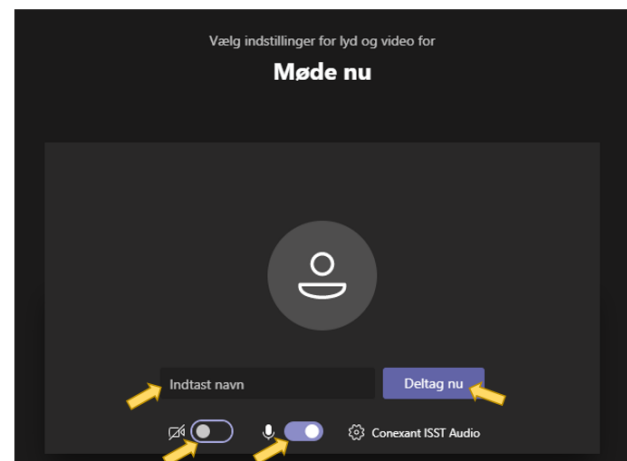 Vælg indstillinger for lyd og video for
Møde nu
Indtast navn
Deltag nu
Conexant ISST Audio